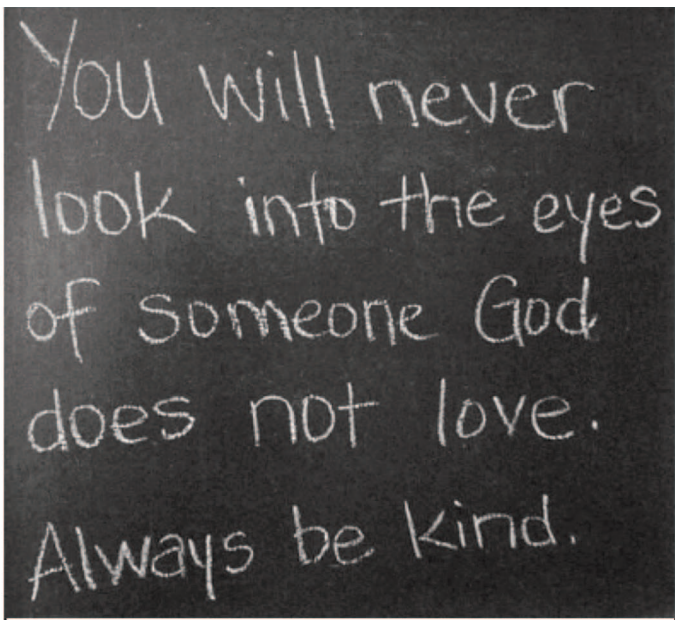 You will never
look into the eyes
of someone God
does not love.
Always be kind.